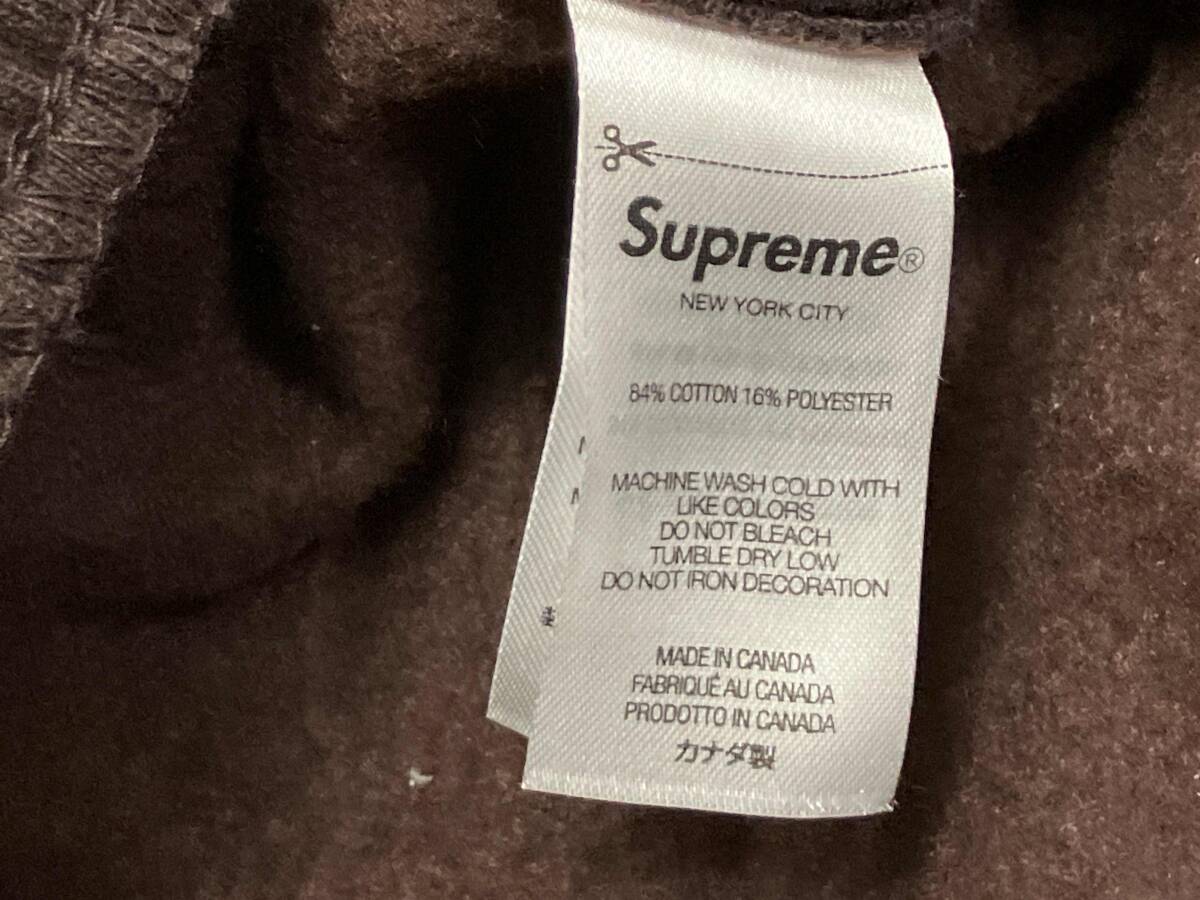 Supreme®
NEW YORK CITY
84% COTTON 16% POLYESTER
MACHINE WASH COLD WITH
LIKE COLORS
DO NOT BLEACH
TUMBLE DRY LOW
DO NOT IRON DECORATION
MADE IN CANADA
FABRIQUÉ AU CANADA
PRODOTTO IN CANADA
カナダ製